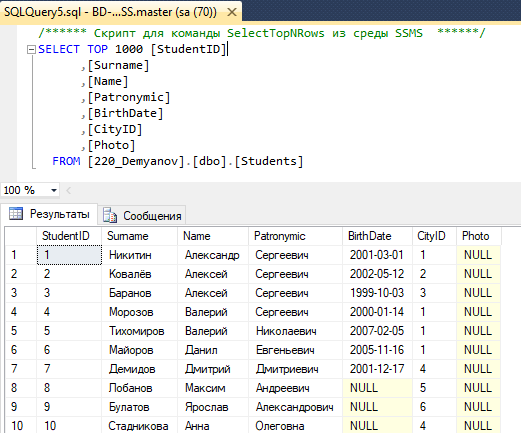 SQLQuery5.sql - BD-...SS.master (sa (70))
/****** Скрипт для команды SelectTopNRows из среды SSMS ******/
SELECT TOP 1000 [StudentID]
,[Surname]
,[Name]
,[Patronymic]
,[BirthDate]
,[CityID]
,[Photo]
FROM [220_Demyanov].[dbo].[Students]
100 %
Результаты Сообщения
StudentID Surname Name Patronymic BirthDate CityID Photo
1 1 Никитин Александр Сергеевич 2001-03-01 1 NULL
2 2 Ковалёв Алексей Сергеевич 2002-05-12 2 NULL
3 3 Баранов Алексей Сергеевич 1999-10-03 3 NULL
4 4 Морозов Валерий Сергеевич 2000-01-14 1 NULL
5 5 Тихомиров Валерий Николаевич 2007-02-05 1 NULL
6 6 Майоров Данил Евгеньевич 2005-11-16 1 NULL
7 7 Демидов Дмитрий Дмитриевич 2001-12-17 4 NULL
8 8 Лобанов Максим Андреевич NULL 5 NULL
9 9 Булатов Ярослав Александрович NULL 6 NULL
10 10 Стадникова Анна Олеговна NULL 4 NULL